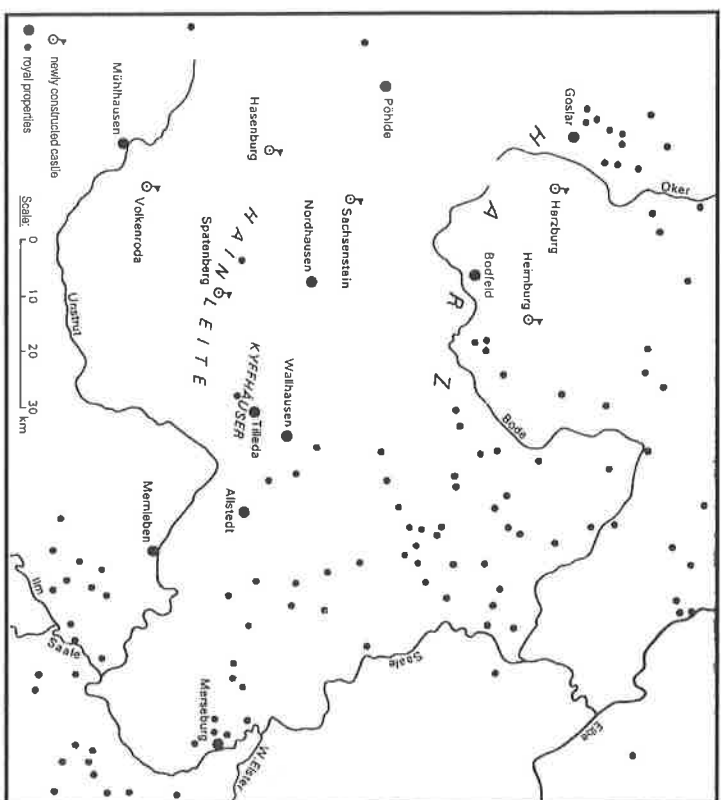 Goslar
Oker
H A R Z
Harzburg
Heimburg
Bodfeld
Bode
Pöhlde
Sachsenstein
Nordhausen
Hasenburg
HAINLEITE
Spatenberg
Wallhausen
KYFFHÄUSER
Tilleda
Allstedt
Mühlhausen
Volkenroda
Unstrut
Memleben
Ilm
Saale
Saale
Merseburg
W. Elster
Elbe
newly constructed castle
royal properties
Scale: 0 10 20 30 km